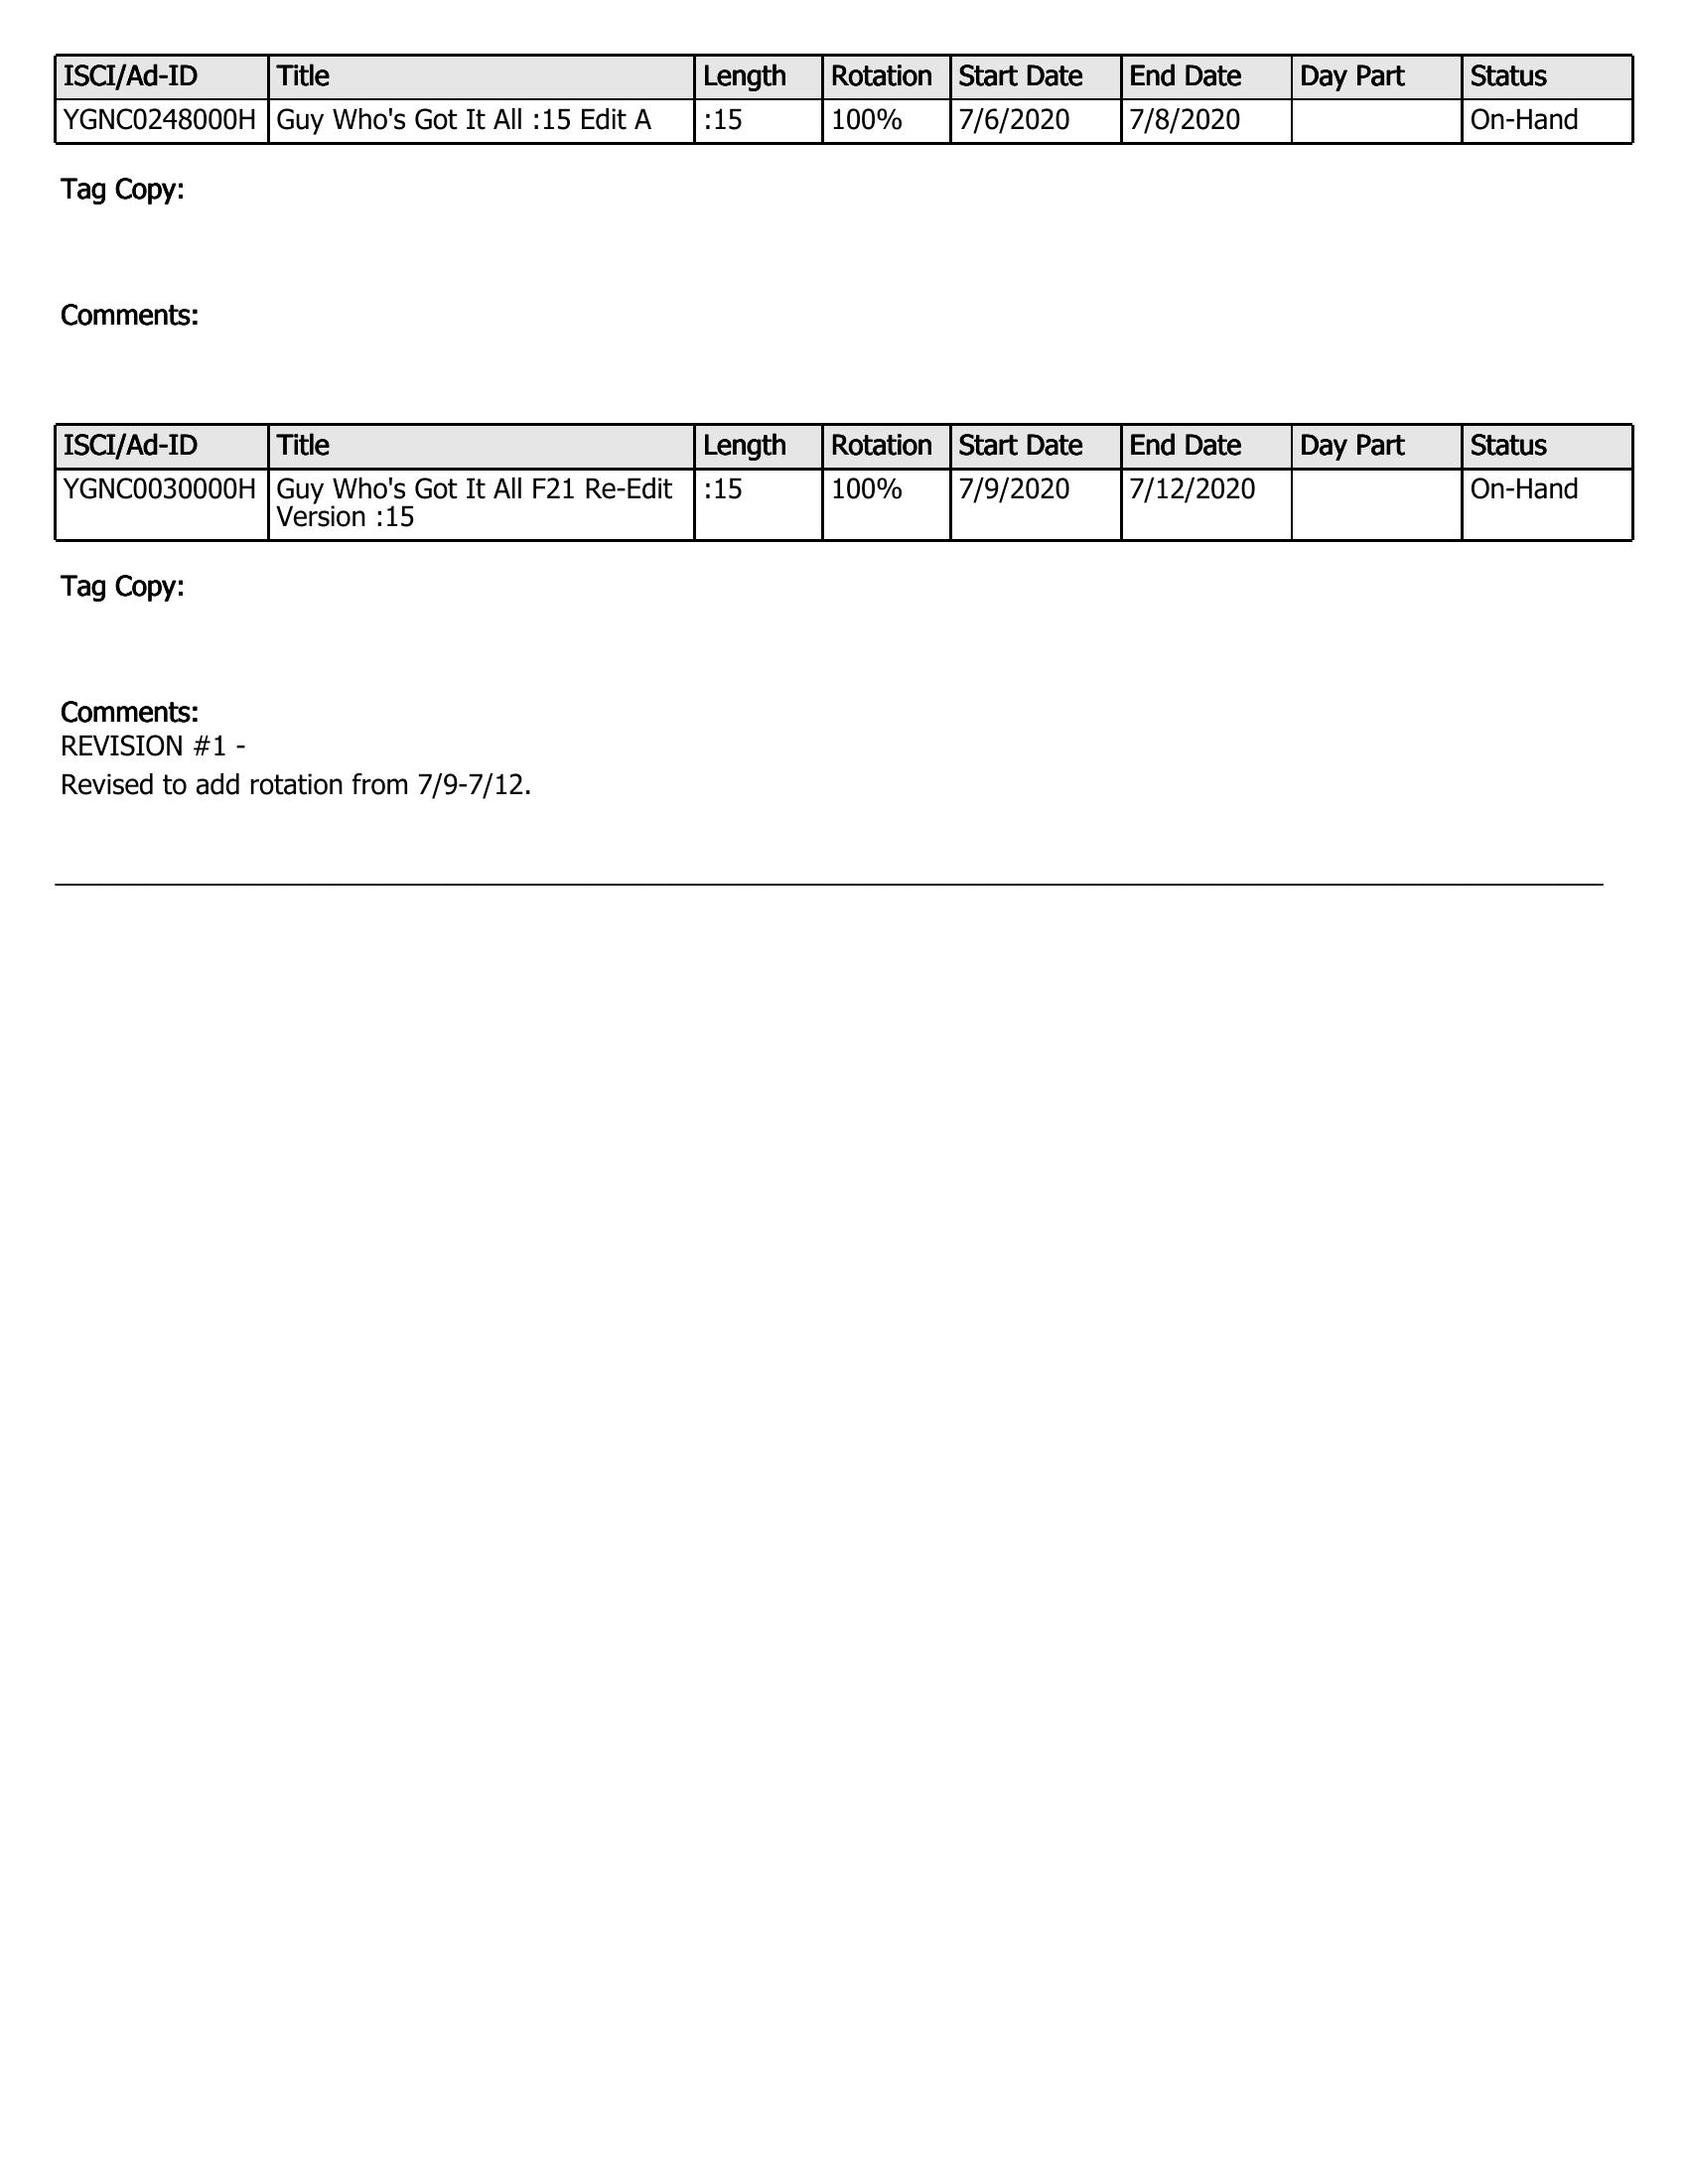 ISCI/Ad-ID Title Length Rotation Start Date End Date Day Part Status
YGNC0248000H Guy Who's Got It All :15 Edit A :15 100% 7/6/2020 7/8/2020 On-Hand
Tag Copy:
Comments:
ISCI/Ad-ID Title Length Rotation Start Date End Date Day Part Status
YGNC0030000H Guy Who's Got It All F21 Re-Edit :15 100% 7/9/2020 7/12/2020 On-Hand
Version :15
Tag Copy:
Comments:
REVISION #1 -
Revised to add rotation from 7/9-7/12.